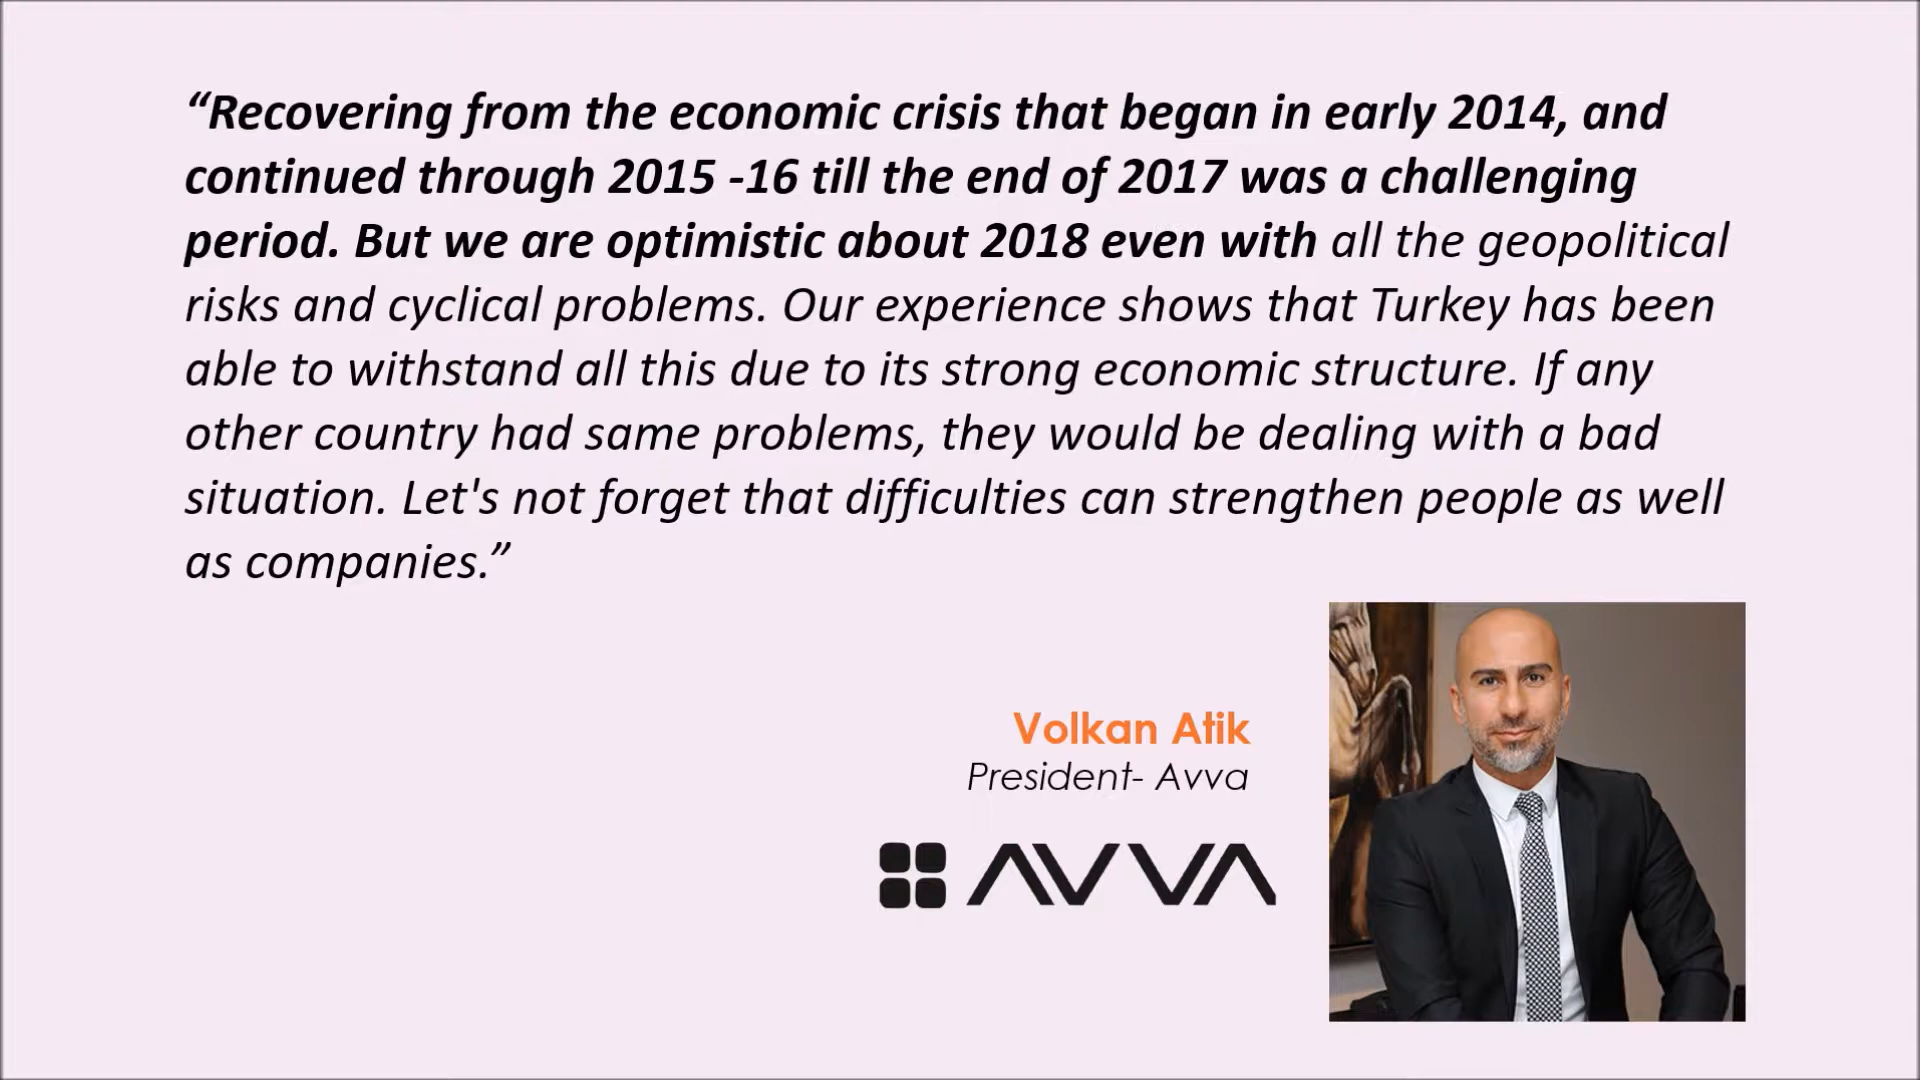 “Recovering from the economic crisis that began in early 2014, and
continued through 2015 -16 till the end of 2017 was a challenging
period. But we are optimistic about 2018 even with all the geopolitical
risks and cyclical problems. Our experience shows that Turkey has been
able to withstand all this due to its strong economic structure. If any
other country had same problems, they would be dealing with a bad
situation. Let's not forget that difficulties can strengthen people as well
as companies.”
Volkan Atik
President- Avva
AVVA